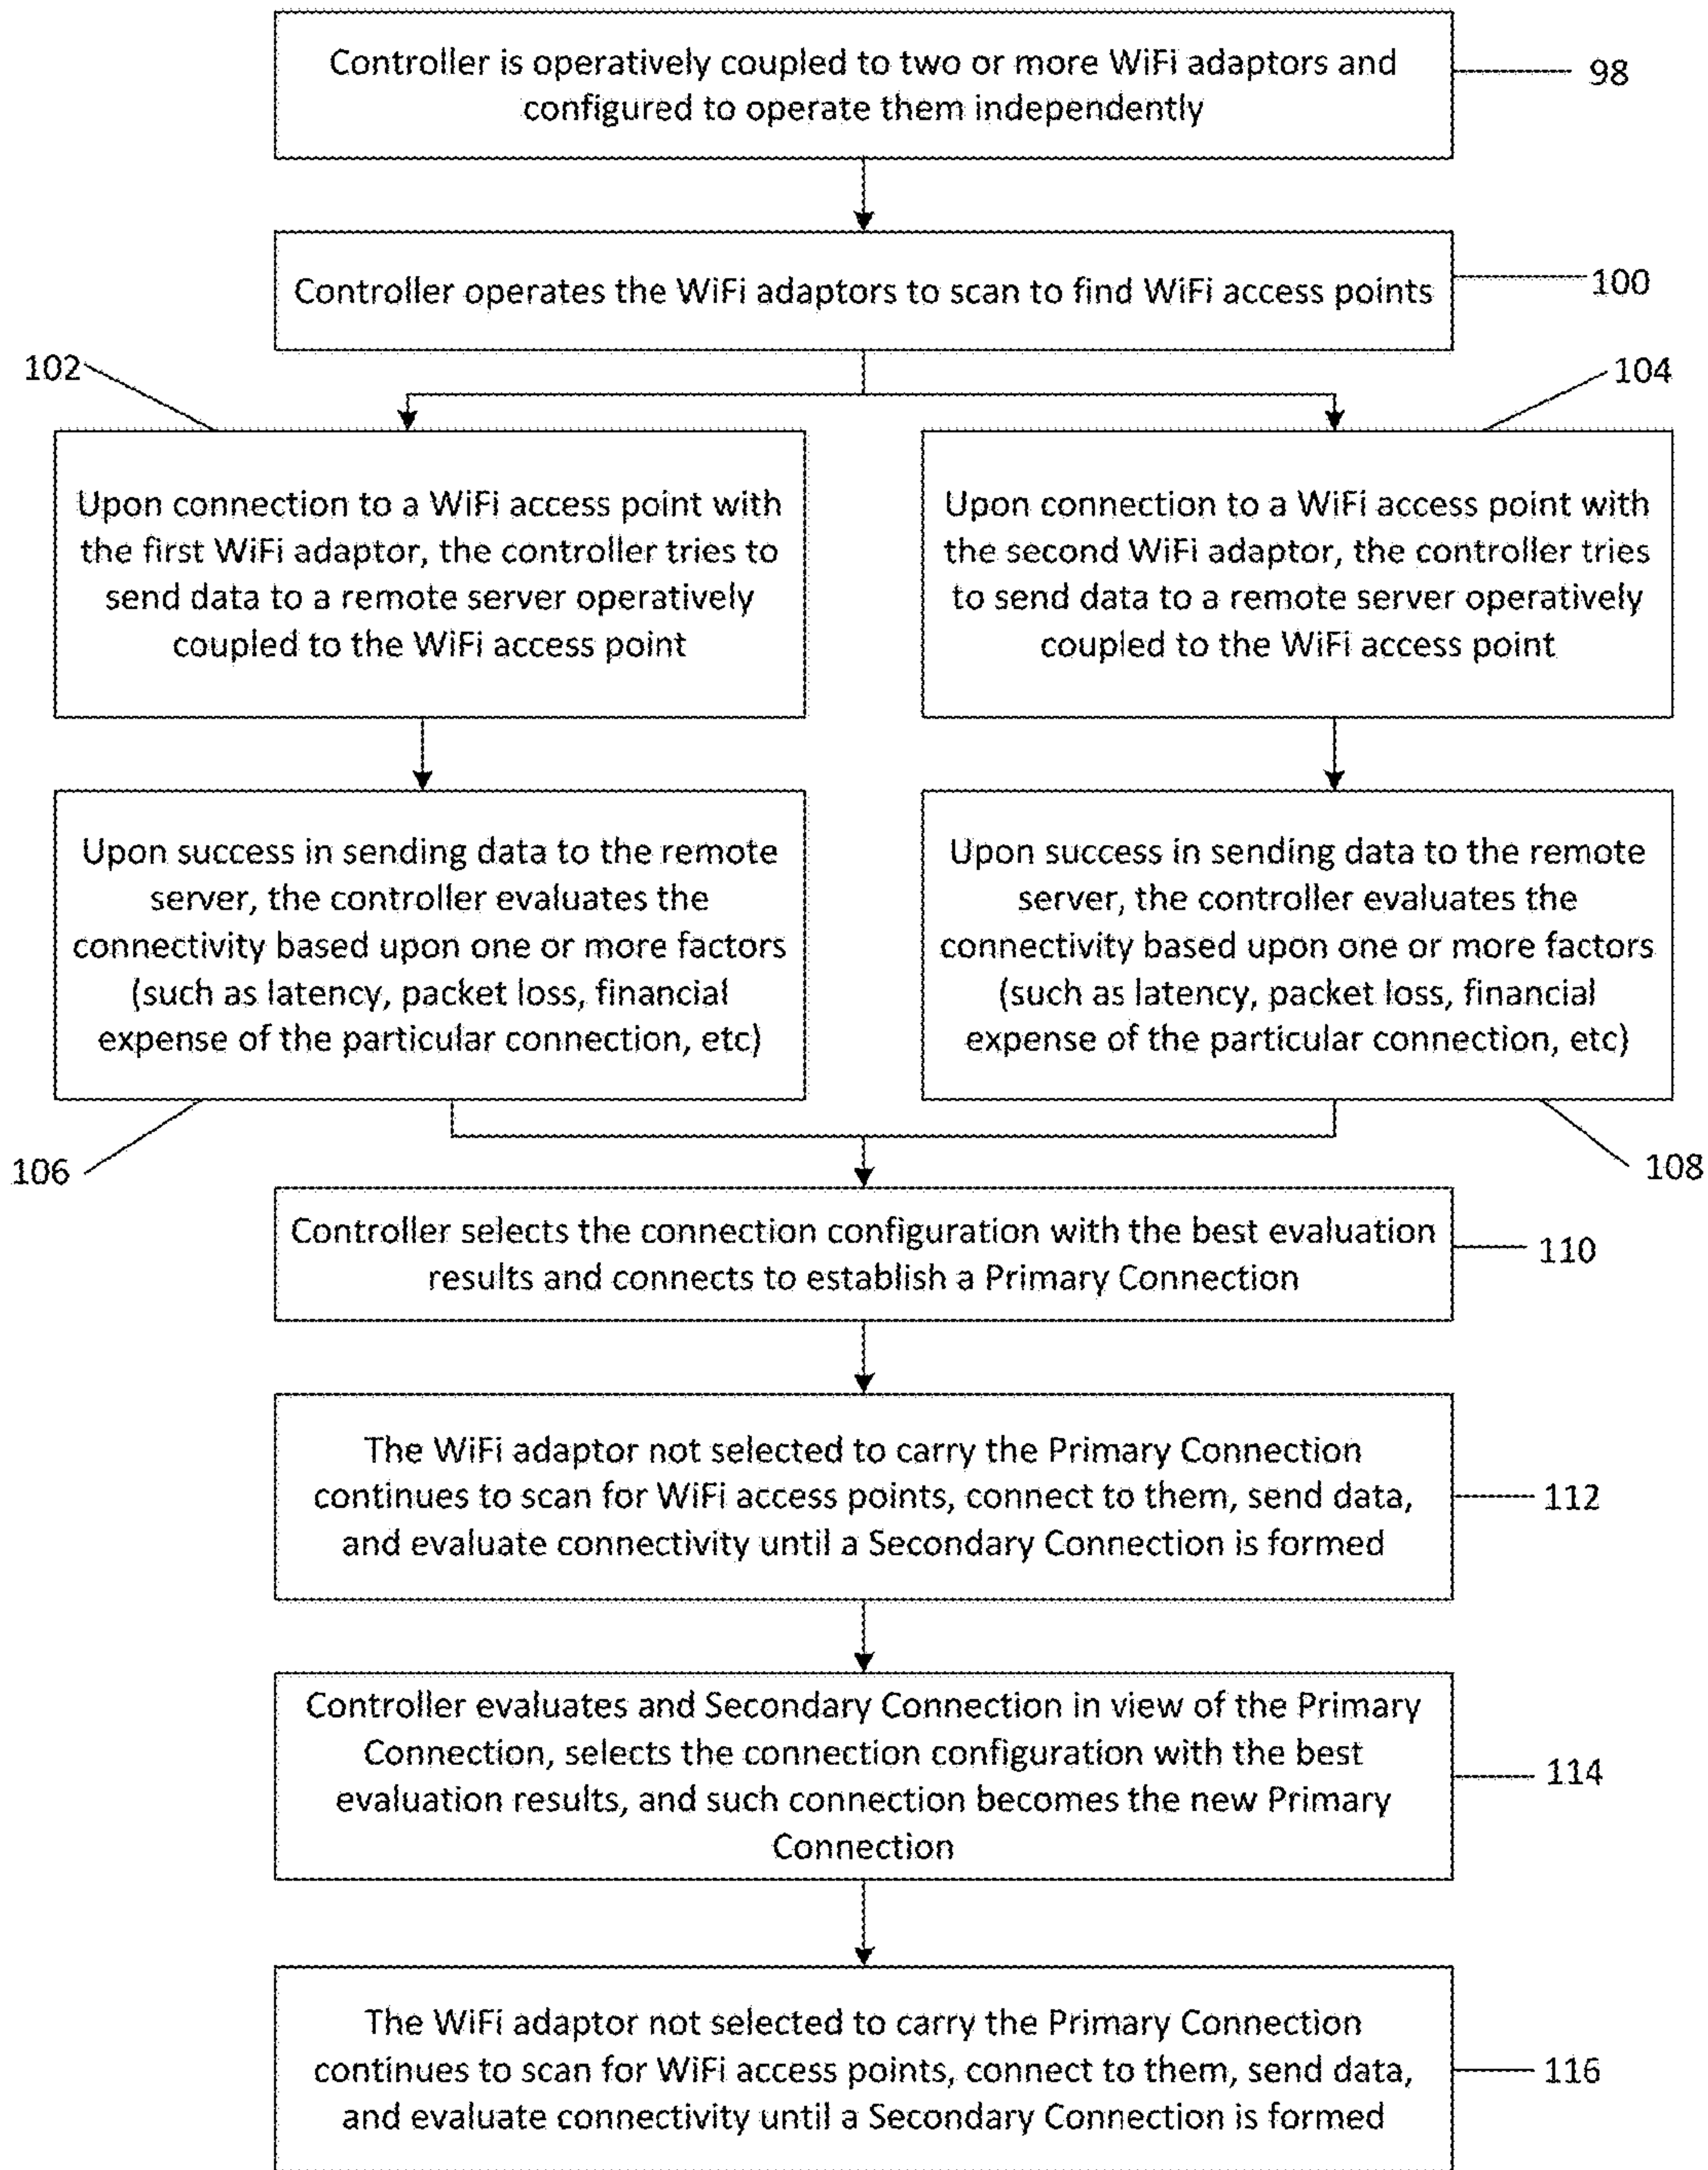 Controller is operatively coupled to two or more WiFi adaptors and
configured to operate them independently
98
Controller operates the WiFi adaptors to scan to find WiFi access points
100
102
104
Upon connection to a WiFi access point with
the first WiFi adaptor, the controller tries to
send data to a remote server operatively
coupled to the WiFi access point
Upon connection to a WiFi access point with
the second WiFi adaptor, the controller tries
to send data to a remote server operatively
coupled to the WiFi access point
Upon success in sending data to the remote
server, the controller evaluates the
connectivity based upon one or more factors
(such as latency, packet loss, financial
expense of the particular connection, etc)
Upon success in sending data to the remote
server, the controller evaluates the
connectivity based upon one or more factors
(such as latency, packet loss, financial
expense of the particular connection, etc)
106
108
Controller selects the connection configuration with the best evaluation
results and connects to establish a Primary Connection
110
The WiFi adaptor not selected to carry the Primary Connection
continues to scan for WiFi access points, connect to them, send data,
and evaluate connectivity until a Secondary Connection is formed
112
Controller evaluates and Secondary Connection in view of the Primary
Connection, selects the connection configuration with the best
evaluation results, and such connection becomes the new Primary
Connection
114
The WiFi adaptor not selected to carry the Primary Connection
continues to scan for WiFi access points, connect to them, send data,
and evaluate connectivity until a Secondary Connection is formed
116